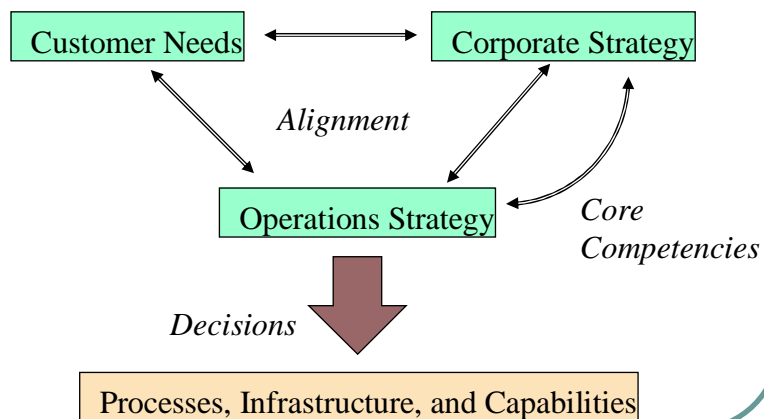 Customer Needs
Corporate Strategy
Alignment
Operations Strategy
Core
Competencies
Decisions
Processes, Infrastructure, and Capabilities